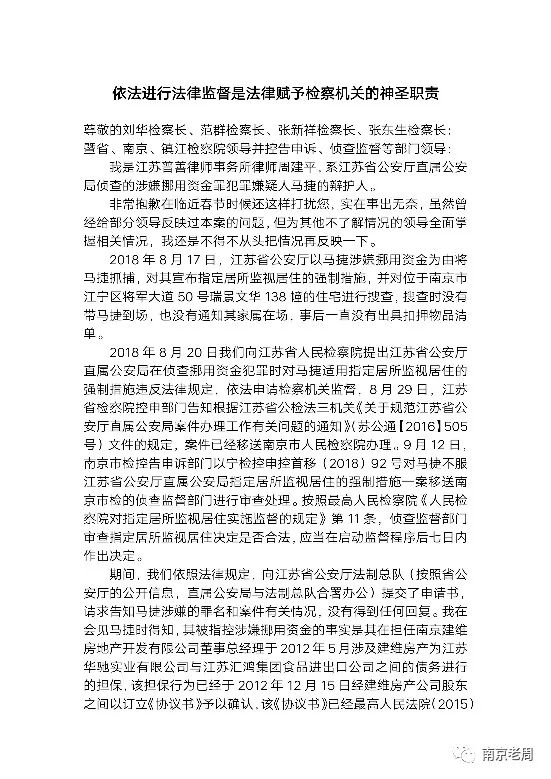 依法进行法律监督是法律赋予检察机关的神圣职责
尊敬的刘华检察长、范群检察长、张新祥检察长、张东生检察长；
暨省、南京、镇江检察院领导并控告申诉、侦查监督等部门领导：
我是江苏普善律师事务所律师周建平，系江苏省公安厅直属公安
局侦查的涉嫌挪用资金罪犯罪嫌疑人马捷的辩护人。
非常抱歉在临近春节时候还这样打扰您，实在事出无奈，虽然曾
经给部分领导反映过本案的问题，但为其他不了解情况的领导全面掌
握相关情况，我还是不得不从头把情况再反映一下。
2018 年 8 月 17 日，江苏省公安厅以马捷涉嫌挪用资金为由将
马捷抓捕，对其宣布指定居所监视居住的强制措施，并对位于南京市
江宁区将军大道 50 号瑞景文华 138 幢的住宅进行搜查，搜查时没有
带马捷到场，也没有通知其家属在场，事后一直没有出具扣押物品清
单。
2018 年 8 月 20 日我们向江苏省人民检察院提出江苏省公安厅
直属公安局在侦查挪用资金犯罪时对马捷适用指定居所监视居住的
强制措施违反法律规定，依法申请检察机关监督，8 月 29 日，江苏
省检察院控申部门告知根据江苏省公检法三机关《关于规范江苏省公
安厅直属公安局案件办理工作有关问题的通知》（苏公通【2016】505
号）文件的规定，案件已经移送南京市人民检察院办理。9 月 12 日，
南京市检控告申诉部门以宁检控申控首移（2018）92 号对马捷不服
江苏省公安厅直属公安局指定居所监视居住的强制措施一案移送南
京市检的侦查监督部门进行审查处理。按照最高人民检察院《人民检
察院对指定居所监视居住实施监督的规定》第 11 条，侦查监督部门
审查指定居所监视居住决定是否合法，应当在启动监督程序后七日内
作出决定。
期间，我们依照法律规定，向江苏省公安厅法制总队（按照省公
安厅的公开信息，直属公安局与法制总队合署办公）提交了申请书，
请求告知马捷涉嫌的罪名和案件有关情况，没有得到任何回复。我在
会见马捷时得知，其被指控涉嫌挪用资金的事实是其在担任南京建维
房地产开发有限公司董事总经理于 2012 年 5 月涉及建维房产为江苏
华驰实业有限公司与江苏汇鸿集团食品进出口公司之间的债务进行
的担保，该担保行为已经于 2012 年 12 月 15 日经建维房产公司股东
之间以订立《协议书》予以确认，该《协议书》已经最高人民法院（2015）
南京老周